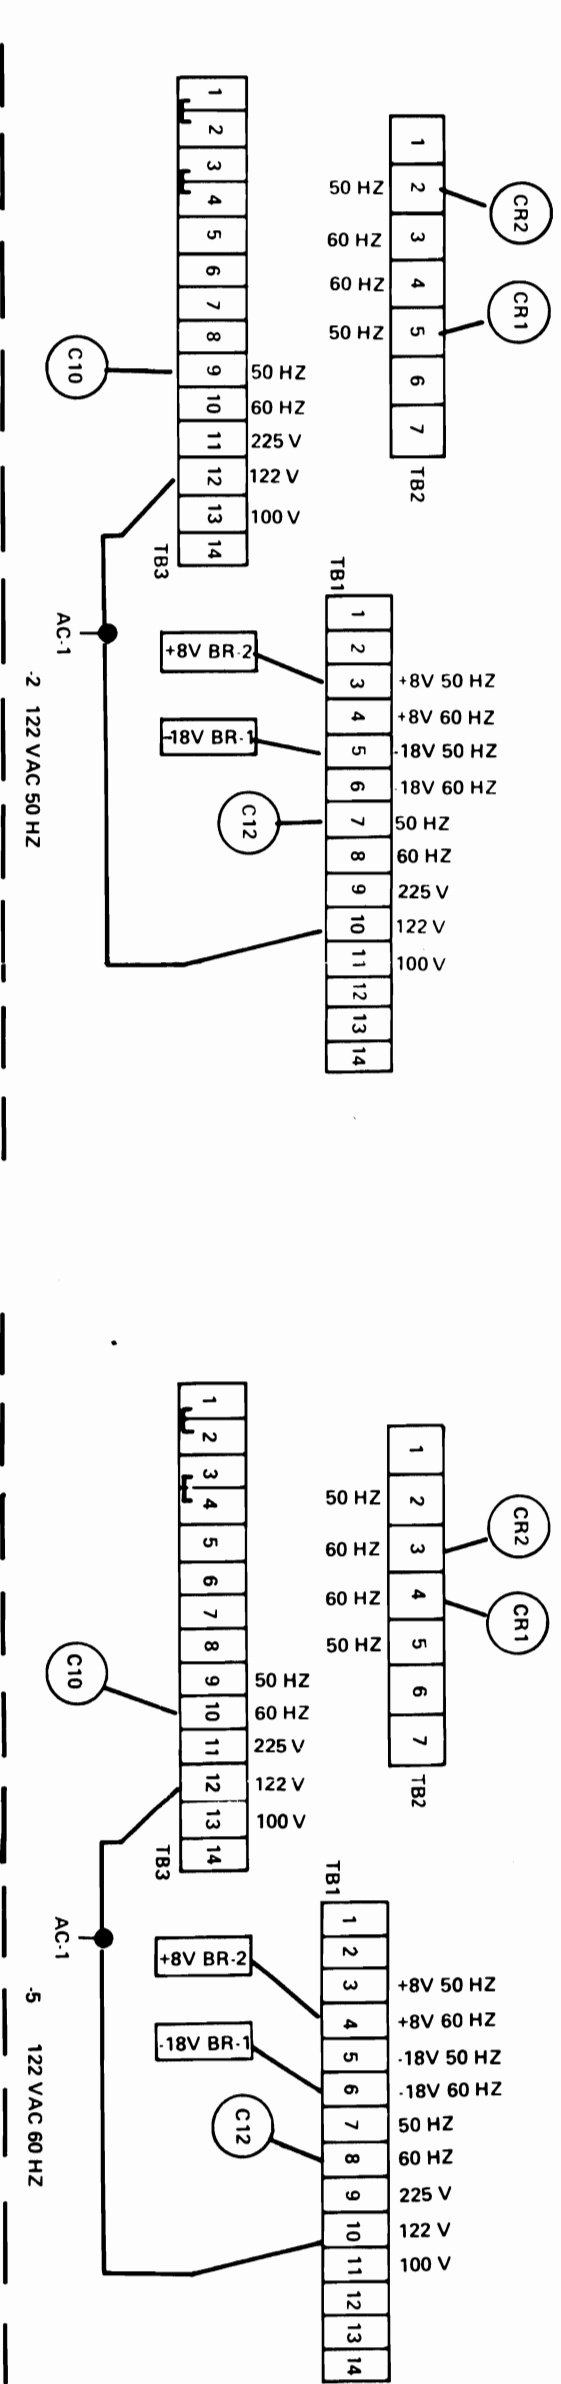 1
2
3
4
5
6
7
8
9 50 HZ
10 60 HZ
11 225 V
12 122 V
13 100 V
14
TB3
C10
1
50 HZ 2
60 HZ 3
60 HZ 4
50 HZ 5
6
7
TB2
CR2
CR1
TB1
1
2
3 +8V 50 HZ
4 +8V 60 HZ
5 -18V 50 HZ
6 -18V 60 HZ
7 50 HZ
8 60 HZ
9 225 V
10 122 V
11 100 V
12
13
14
+8V BR-2
-18V BR-1
C12
AC-1
-2 122 VAC 50 HZ
1
2
3
4
5
6
7
8
9 50 HZ
10 60 HZ
11 225 V
12 122 V
13 100 V
14
TB3
C10
1
50 HZ 2
60 HZ 3
60 HZ 4
50 HZ 5
6
7
TB2
CR2
CR1
TB1
1
2
3 +8V 50 HZ
4 +8V 60 HZ
5 -18V 50 HZ
6 -18V 60 HZ
7 50 HZ
8 60 HZ
9 225 V
10 122 V
11 100 V
12
13
14
+8V BR-2
-18V BR-1
C12
AC-1
-5 122 VAC 60 HZ